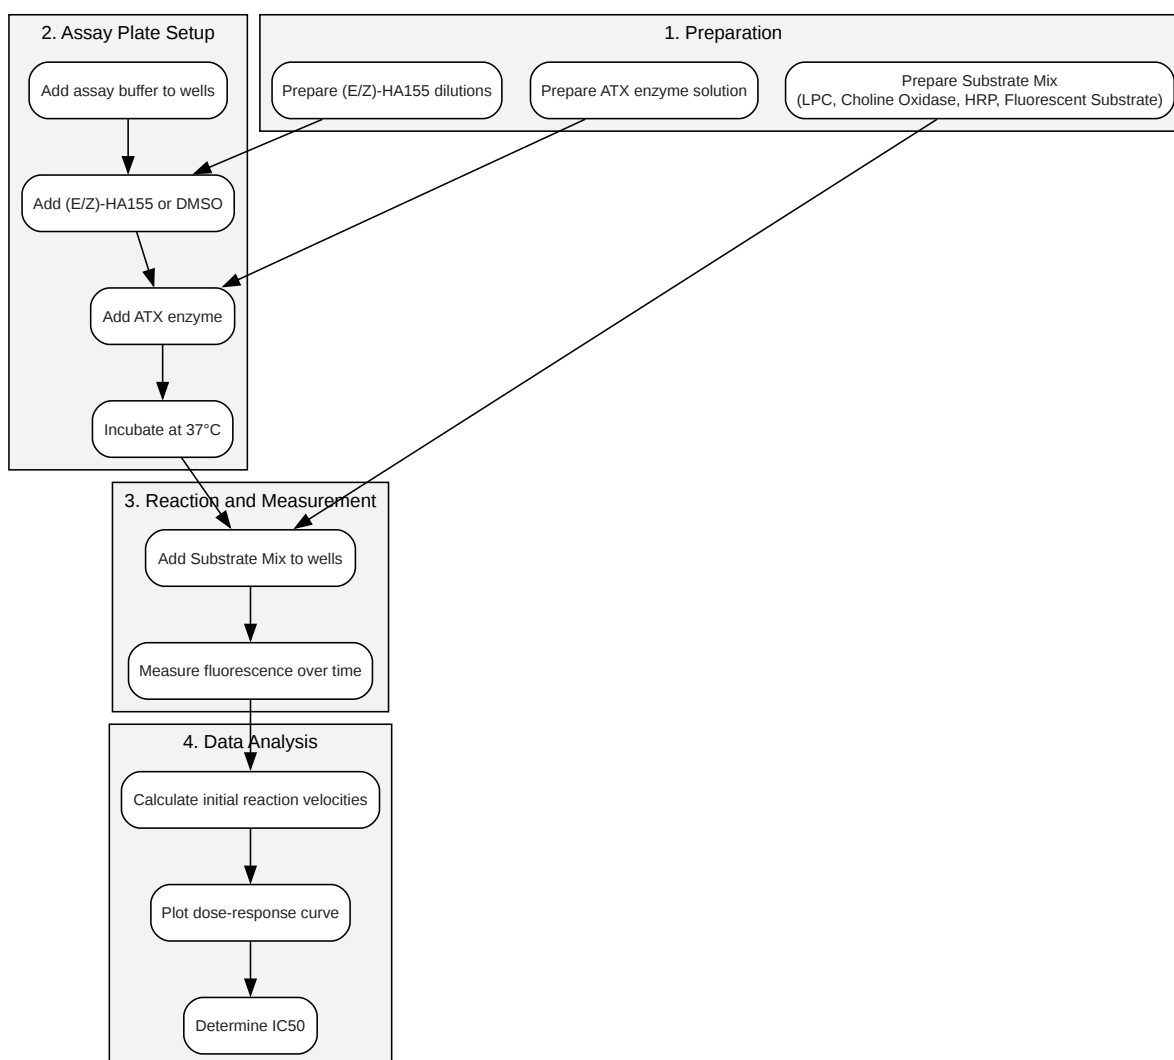 1. Preparation
Prepare (E/Z)-HA155 dilutions
Prepare ATX enzyme solution
Prepare Substrate Mix
(LPC, Choline Oxidase, HRP, Fluorescent Substrate)
2. Assay Plate Setup
Add assay buffer to wells
Add (E/Z)-HA155 or DMSO
Add ATX enzyme
Incubate at 37°C
3. Reaction and Measurement
Add Substrate Mix to wells
Measure fluorescence over time
4. Data Analysis
Calculate initial reaction velocities
Plot dose-response curve
Determine IC50